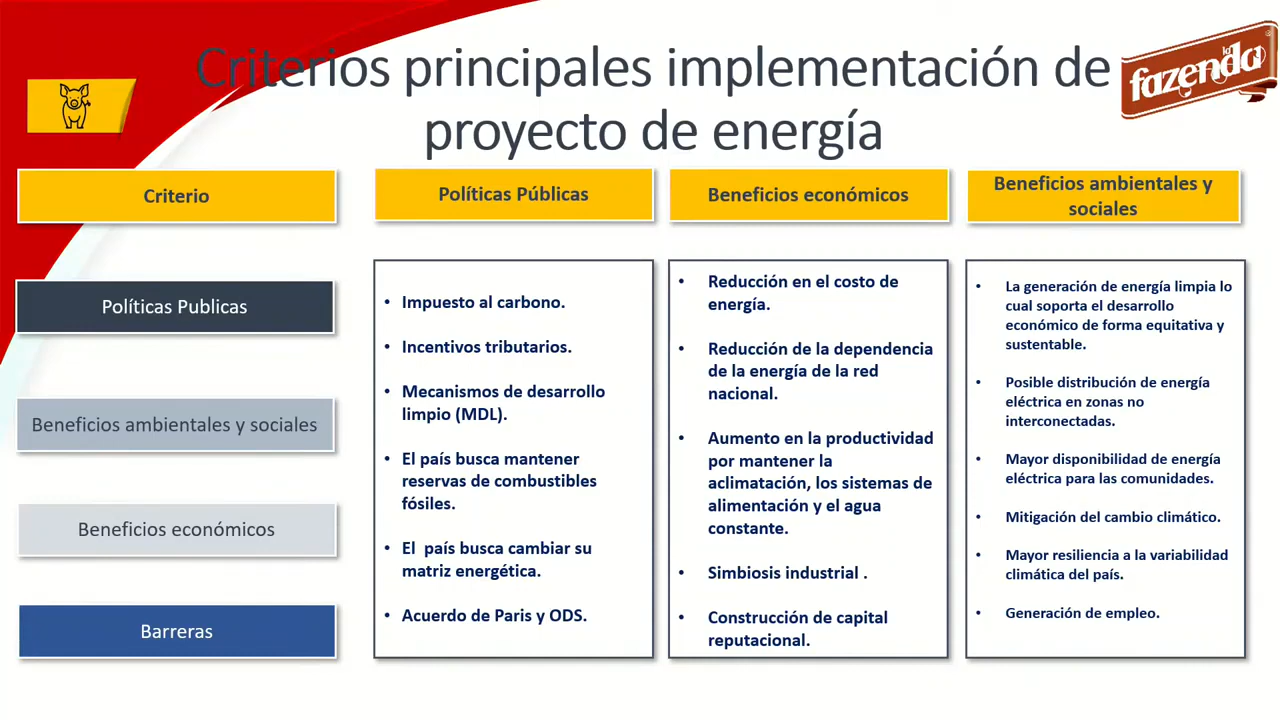 Criterios principales implementación de
proyecto de energía
la
fazenda
®
Criterio
Políticas Publicas
Beneficios ambientales y sociales
Beneficios económicos
Barreras
Políticas Públicas
• Impuesto al carbono.
• Incentivos tributarios.
• Mecanismos de desarrollo
limpio (MDL).
• El país busca mantener
reservas de combustibles
fósiles.
• El país busca cambiar su
matriz energética.
• Acuerdo de Paris y ODS.
Beneficios económicos
• Reducción en el costo de
energía.
• Reducción de la dependencia
de la energía de la red
nacional.
• Aumento en la productividad
por mantener la
aclimatación, los sistemas de
alimentación y el agua
constante.
• Simbiosis industrial .
• Construcción de capital
reputacional.
Beneficios ambientales y
sociales
• La generación de energía limpia lo
cual soporta el desarrollo
económico de forma equitativa y
sustentable.
• Posible distribución de energía
eléctrica en zonas no
interconectadas.
• Mayor disponibilidad de energía
eléctrica para las comunidades.
• Mitigación del cambio climático.
• Mayor resiliencia a la variabilidad
climática del país.
• Generación de empleo.